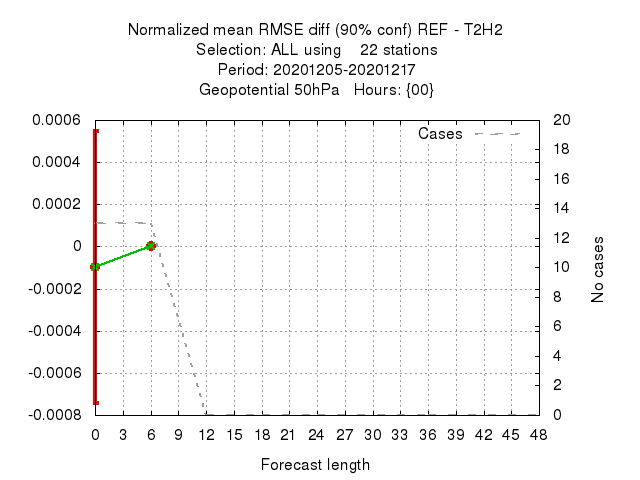 Normalized mean RMSE diff (90% conf) REF - T2H2
Selection: ALL using    22 stations
Period: 20201205-20201217
Geopotential 50hPa   Hours: {00}
Cases
0.0006
0.0004
0.0002
0
-0.0002
-0.0004
-0.0006
-0.0008
20
18
16
14
12
10
8
6
4
2
0
No cases
0 3 6 9 12 15 18 21 24 27 30 33 36 39 42 45 48
Forecast length